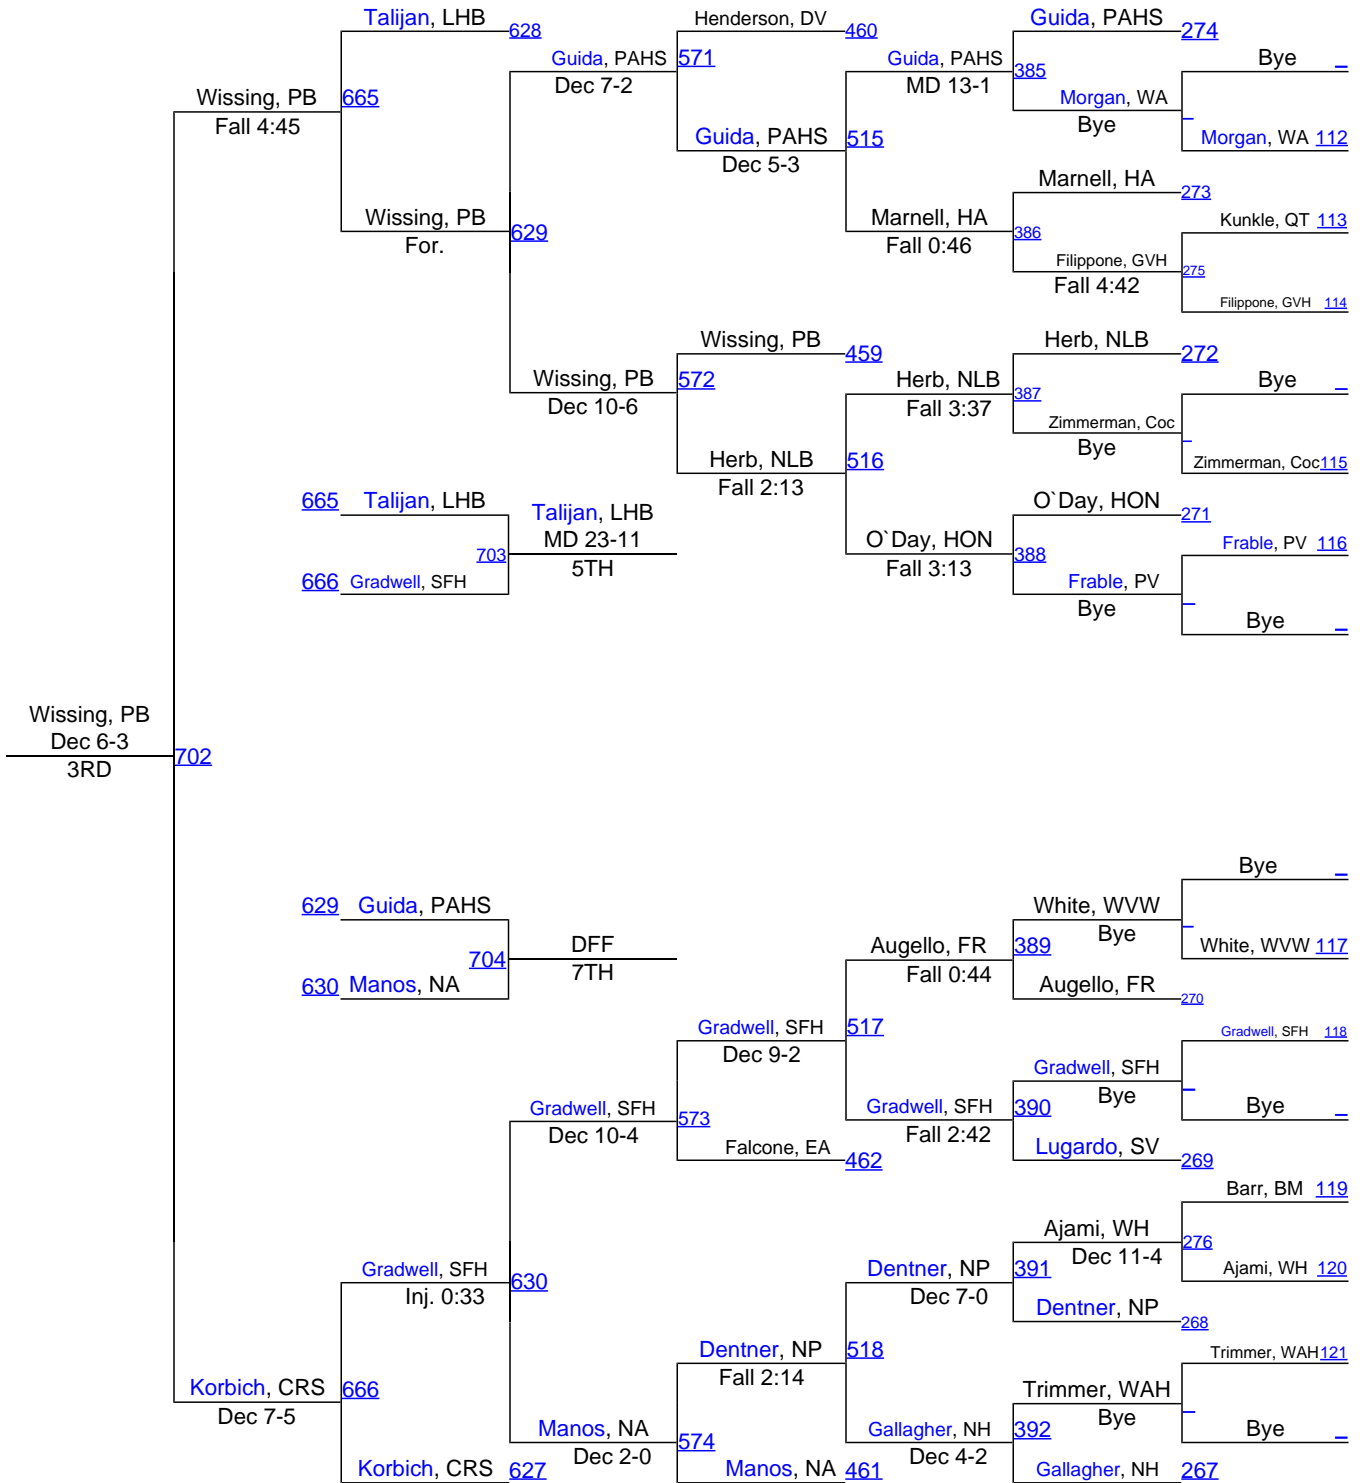 Talijan, LHB
628
Henderson, DV
460
Guida, PAHS
274
Guida, PAHS
571
Dec 7-2
Guida, PAHS
385
MD 13-1
Bye
_
Wissing, PB
665
Fall 4:45
Morgan, WA
Bye
_
Morgan, WA 112
Guida, PAHS
515
Dec 5-3
Marnell, HA
273
Wissing, PB
For.
629
Marnell, HA
386
Fall 0:46
Kunkle, QT 113
Filippone, GVH
275
Fall 4:42
Filippone, GVH 114
Wissing, PB
459
Herb, NLB
272
Wissing, PB
572
Dec 10-6
Herb, NLB
387
Fall 3:37
Bye
_
Zimmerman, Coc
Bye
_
Zimmerman, Coc115
Herb, NLB
516
Fall 2:13
665 Talijan, LHB
O`Day, HON
271
Talijan, LHB
MD 23-11
703
5TH
O`Day, HON
388
Fall 3:13
Frable, PV 116
666 Gradwell, SFH
Frable, PV
Bye
_
Bye
_
Wissing, PB
Dec 6-3
702
3RD
Bye
_
629 Guida, PAHS
White, WVW
Bye
_
DFF
704
7TH
Augello, FR
389
Fall 0:44
White, WVW 117
630 Manos, NA
Augello, FR
270
Gradwell, SFH
517
Dec 9-2
Gradwell, SFH 118
Gradwell, SFH
Bye
_
Gradwell, SFH
573
Dec 10-4
Gradwell, SFH
390
Fall 2:42
Bye
_
Falcone, EA
462
Lugardo, SV
269
Barr, BM 119
Ajami, WH
276
Dec 11-4
Gradwell, SFH
630
Inj. 0:33
Dentner, NP
391
Dec 7-0
Ajami, WH 120
Dentner, NP
268
Dentner, NP
518
Fall 2:14
Trimmer, WAH121
Korbich, CRS
666
Dec 7-5
Trimmer, WAH
Bye
_
Manos, NA
574
Dec 2-0
Gallagher, NH
392
Dec 4-2
Bye
_
Korbich, CRS 627
Manos, NA 461
Gallagher, NH 267